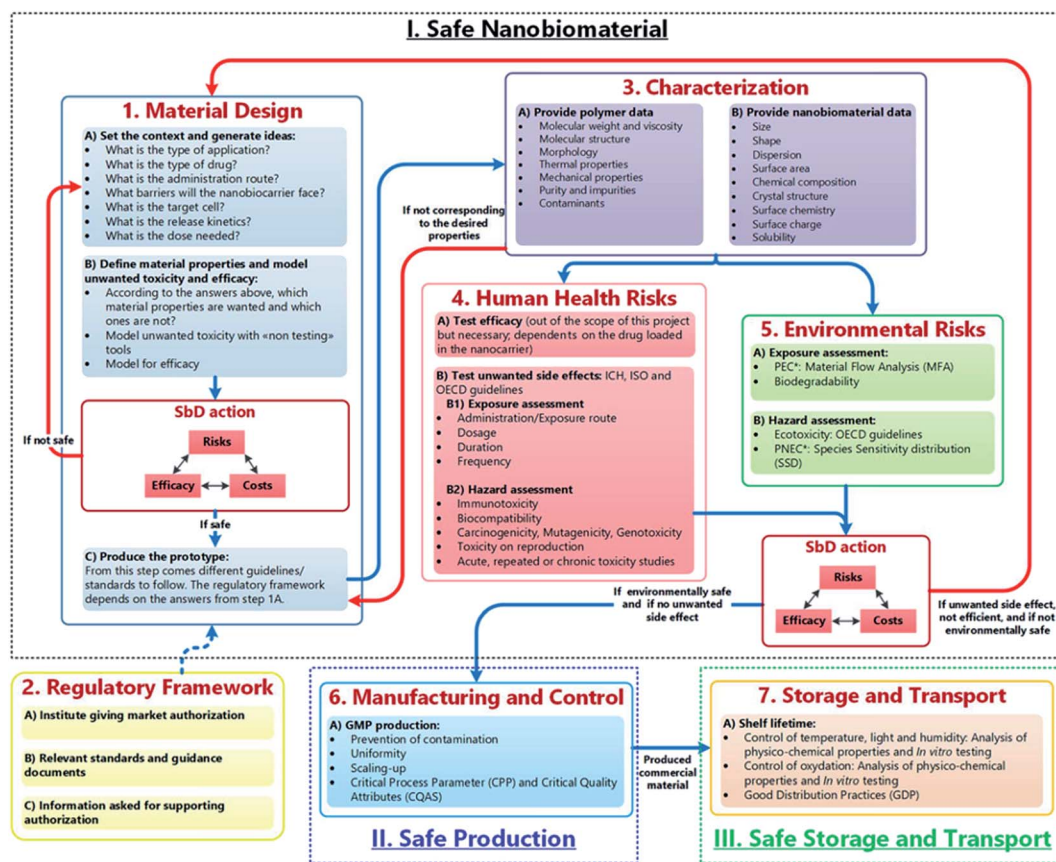 I. Safe Nanobiomaterial
1. Material Design
A) Set the context and generate ideas:
• What is the type of application?
• What is the type of drug?
• What is the administration route?
• What barriers will the nanobiocarrier face?
• What is the target cell?
• What is the release kinetics?
• What is the dose needed?
B) Define material properties and model
unwanted toxicity and efficacy:
• According to the answers above, which
material properties are wanted and which
ones are not?
• Model unwanted toxicity with «non testing»
tools
• Model for efficacy
SbD action
Risks
Efficacy
Costs
If not safe
If safe
C) Produce the prototype:
From this step comes different guidelines/
standards to follow. The regulatory framework
depends on the answers from step 1A.
2. Regulatory Framework
A) Institute giving market authorization
B) Relevant standards and guidance
documents
C) Information asked for supporting
authorization
3. Characterization
A) Provide polymer data
• Molecular weight and viscosity
• Molecular structure
• Morphology
• Thermal properties
• Mechanical properties
• Purity and impurities
• Contaminants
B) Provide nanobiomaterial data
• Size
• Shape
• Dispersion
• Surface area
• Chemical composition
• Crystal structure
• Surface chemistry
• Surface charge
• Solubility
If not corresponding
to the desired
properties
4. Human Health Risks
A) Test efficacy (out of the scope of this project
but necessary; dependents on the drug loaded
in the nanocarrier)
B) Test unwanted side effects: ICH, ISO and
OECD guidelines
B1) Exposure assessment
• Administration/Exposure route
• Dosage
• Duration
• Frequency
B2) Hazard assessment
• Immunotoxicity
• Biocompatibility
• Carcinogenicity, Mutagenicity, Genotoxicity
• Toxicity on reproduction
• Acute, repeated or chronic toxicity studies
5. Environmental Risks
A) Exposure assessment:
• PEC*: Material Flow Analysis (MFA)
• Biodegradability
B) Hazard assessment:
• Ecotoxicity: OECD guidelines
• PNEC*: Species Sensitivity distribution
(SSD)
SbD action
Risks
Efficacy
Costs
If environmentally safe
and if no unwanted
side effect
If unwanted side effect,
not efficient, and if not
environmentally safe
6. Manufacturing and Control
A) GMP production:
• Prevention of contamination
• Uniformity
• Scaling-up
• Critical Process Parameter (CPP) and Critical Quality
Attributes (CQAS)
II. Safe Production
Produced
commercial
material
7. Storage and Transport
A) Shelf lifetime:
• Control of temperature, light and humidity: Analysis of
physico-chemical properties and In vitro testing
• Control of oxydation: Analysis of physico-chemical
properties and In vitro testing
• Good Distribution Practices (GDP)
III. Safe Storage and Transport